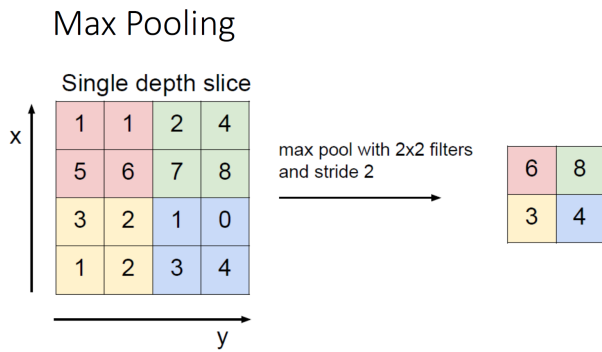 Max Pooling
Single depth slice
x
1 1 2 4
5 6 7 8
3 2 1 0
1 2 3 4
y
max pool with 2x2 filters
and stride 2
6 8
3 4